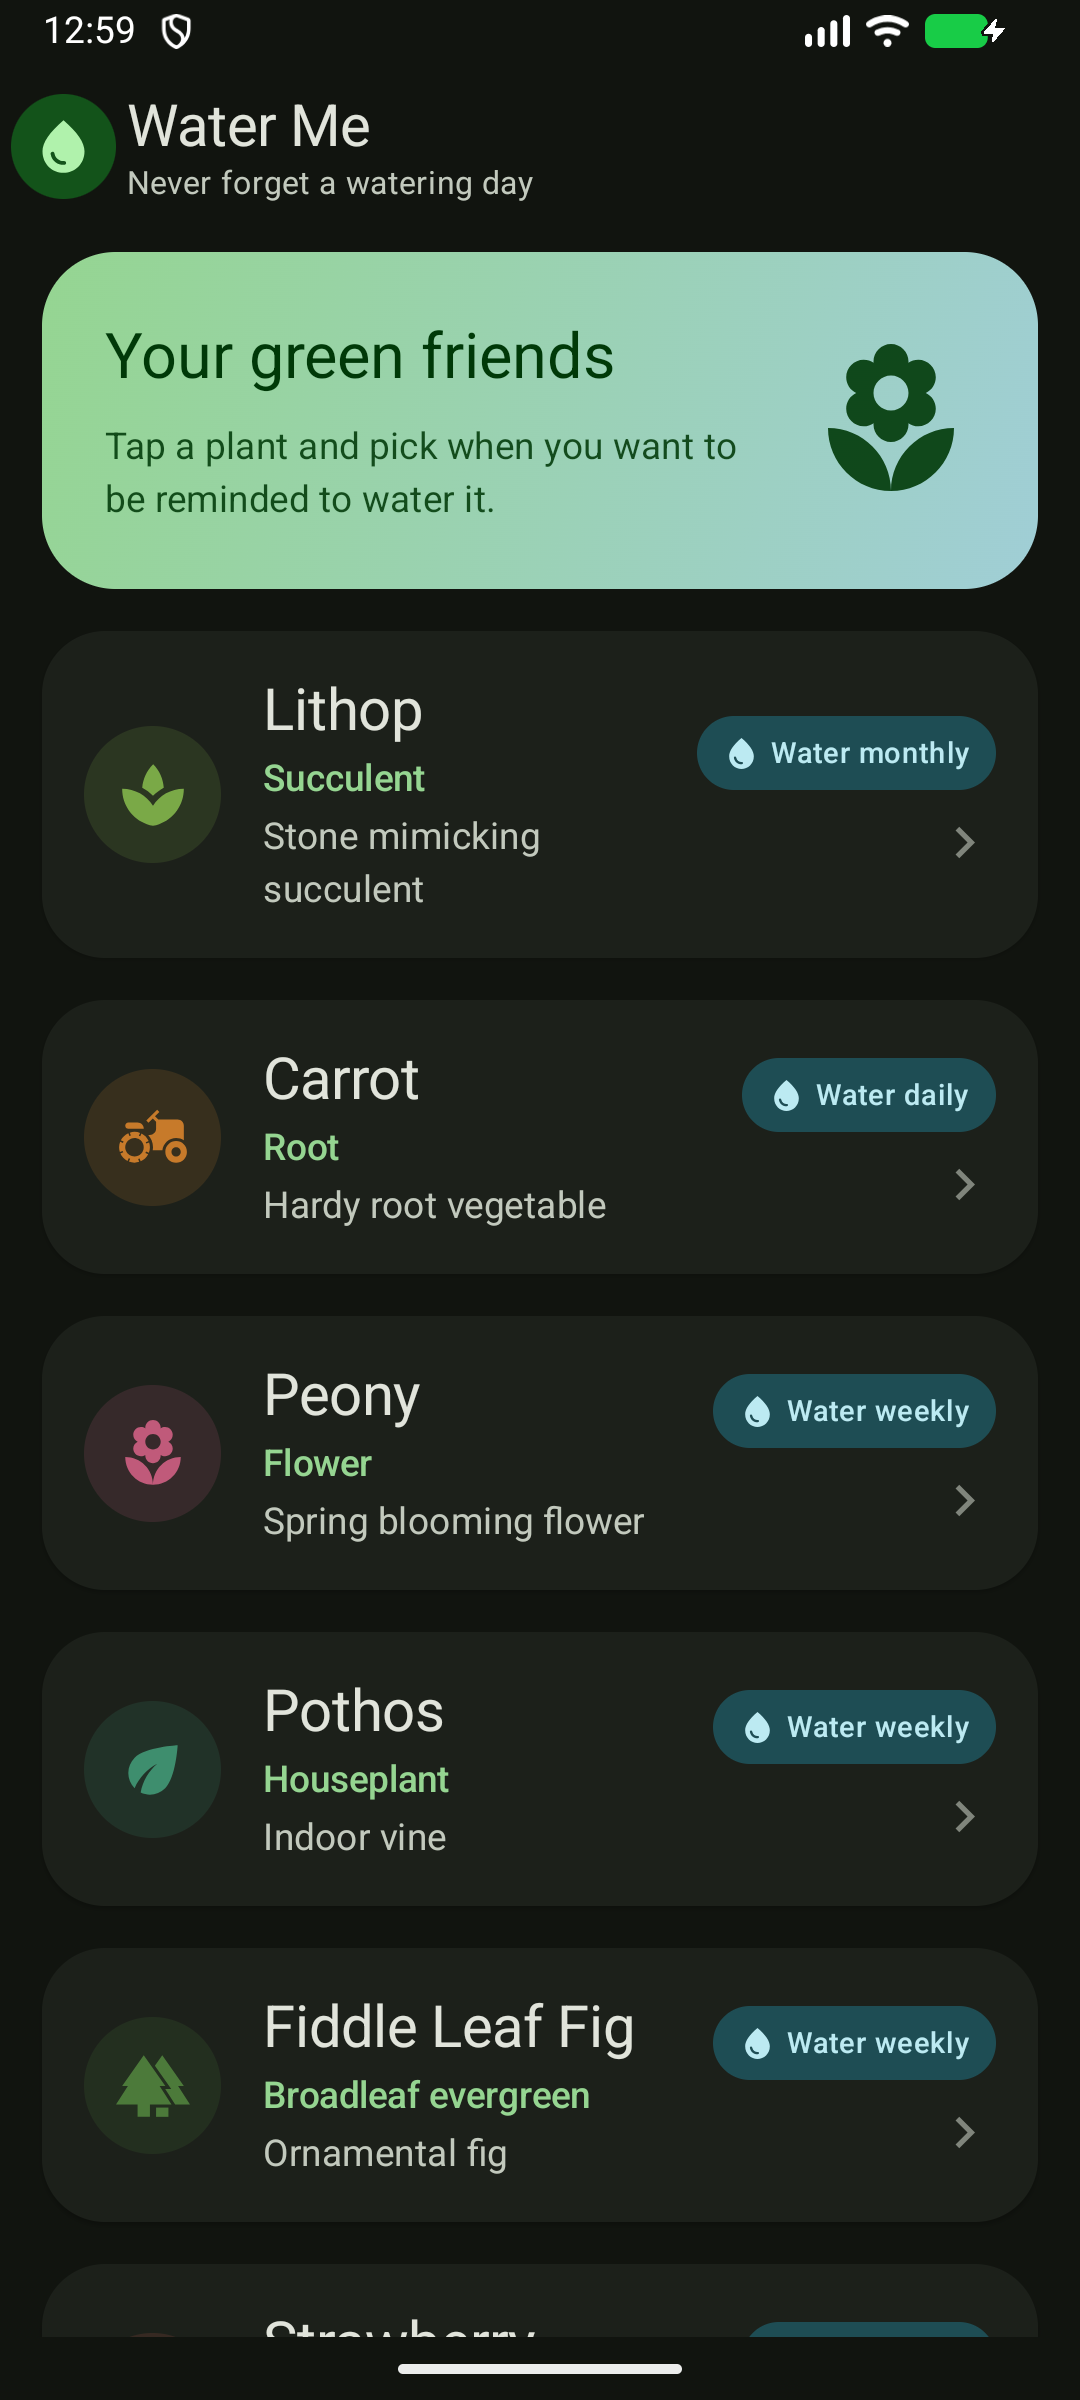 12:59
Water Me
Never forget a watering day
Your green friends
Tap a plant and pick when you want to
be reminded to water it.
Lithop
Succulent
Stone mimicking
succulent
Water monthly
Carrot
Root
Hardy root vegetable
Water daily
Peony
Flower
Spring blooming flower
Water weekly
Pothos
Houseplant
Indoor vine
Water weekly
Fiddle Leaf Fig
Broadleaf evergreen
Ornamental fig
Water weekly
Strawberry